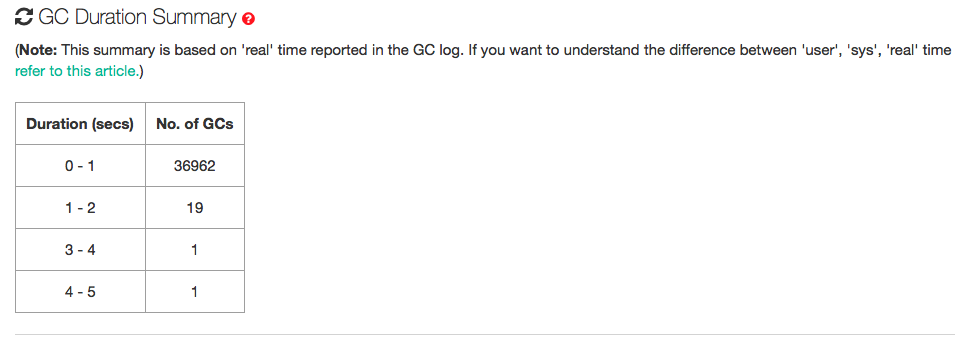 GC Duration Summary ?
(Note: This summary is based on 'real' time reported in the GC log. If you want to understand the difference between 'user', 'sys', 'real' time
refer to this article.)
Duration (secs) No. of GCs
0 - 1 36962
1 - 2 19
3 - 4 1
4 - 5 1